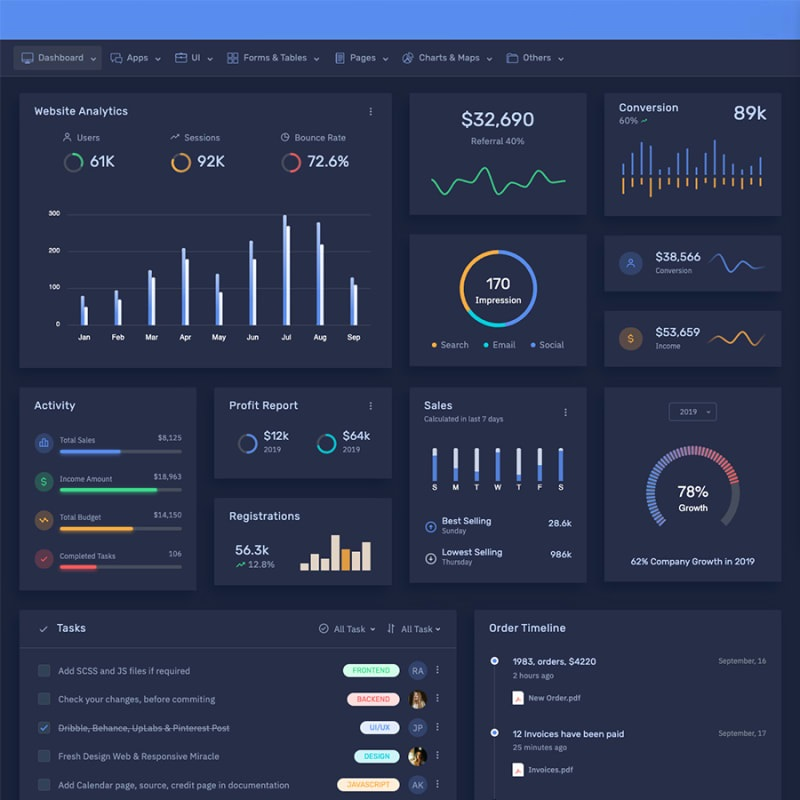 Dashboard Apps UI Forms & Tables Pages Charts & Maps Others
Website Analytics
Users Sessions Bounce Rate
61K 92K 72.6%
300
200
100
0
Jan Feb Mar Apr May Jun Jul Aug Sep
$32,690
Referral 40%
Conversion
60%
89k
170
Impression
Search Email Social
$38,566
Conversion
$53,659
Income
Activity
Total Sales $8,125
Income Amount $18,963
Total Budget $14,150
Completed Tasks 106
Profit Report
$12k $64k
2019 2019
Registrations
56.3k
12.8%
Sales
Calculated in last 7 days
S M T W T F S
Best Selling 28.6k
Sunday
Lowest Selling 986k
Thursday
2019
78%
Growth
62% Company Growth in 2019
Tasks All Task All Task
Add SCSS and JS files if required FRONTEND RA
Check your changes, before commiting BACKEND
Dribble, Behance, UpLabs & Pinterest Post UI/UX JP
Fresh Design Web & Responsive Miracle DESIGN
Add Calendar page, source, credit page in documentation JAVASCRIPT AK
Order Timeline
1983, orders, $4220 September, 16
2 hours ago
New Order.pdf
12 Invoices have been paid September, 17
25 minutes ago
Invoices.pdf